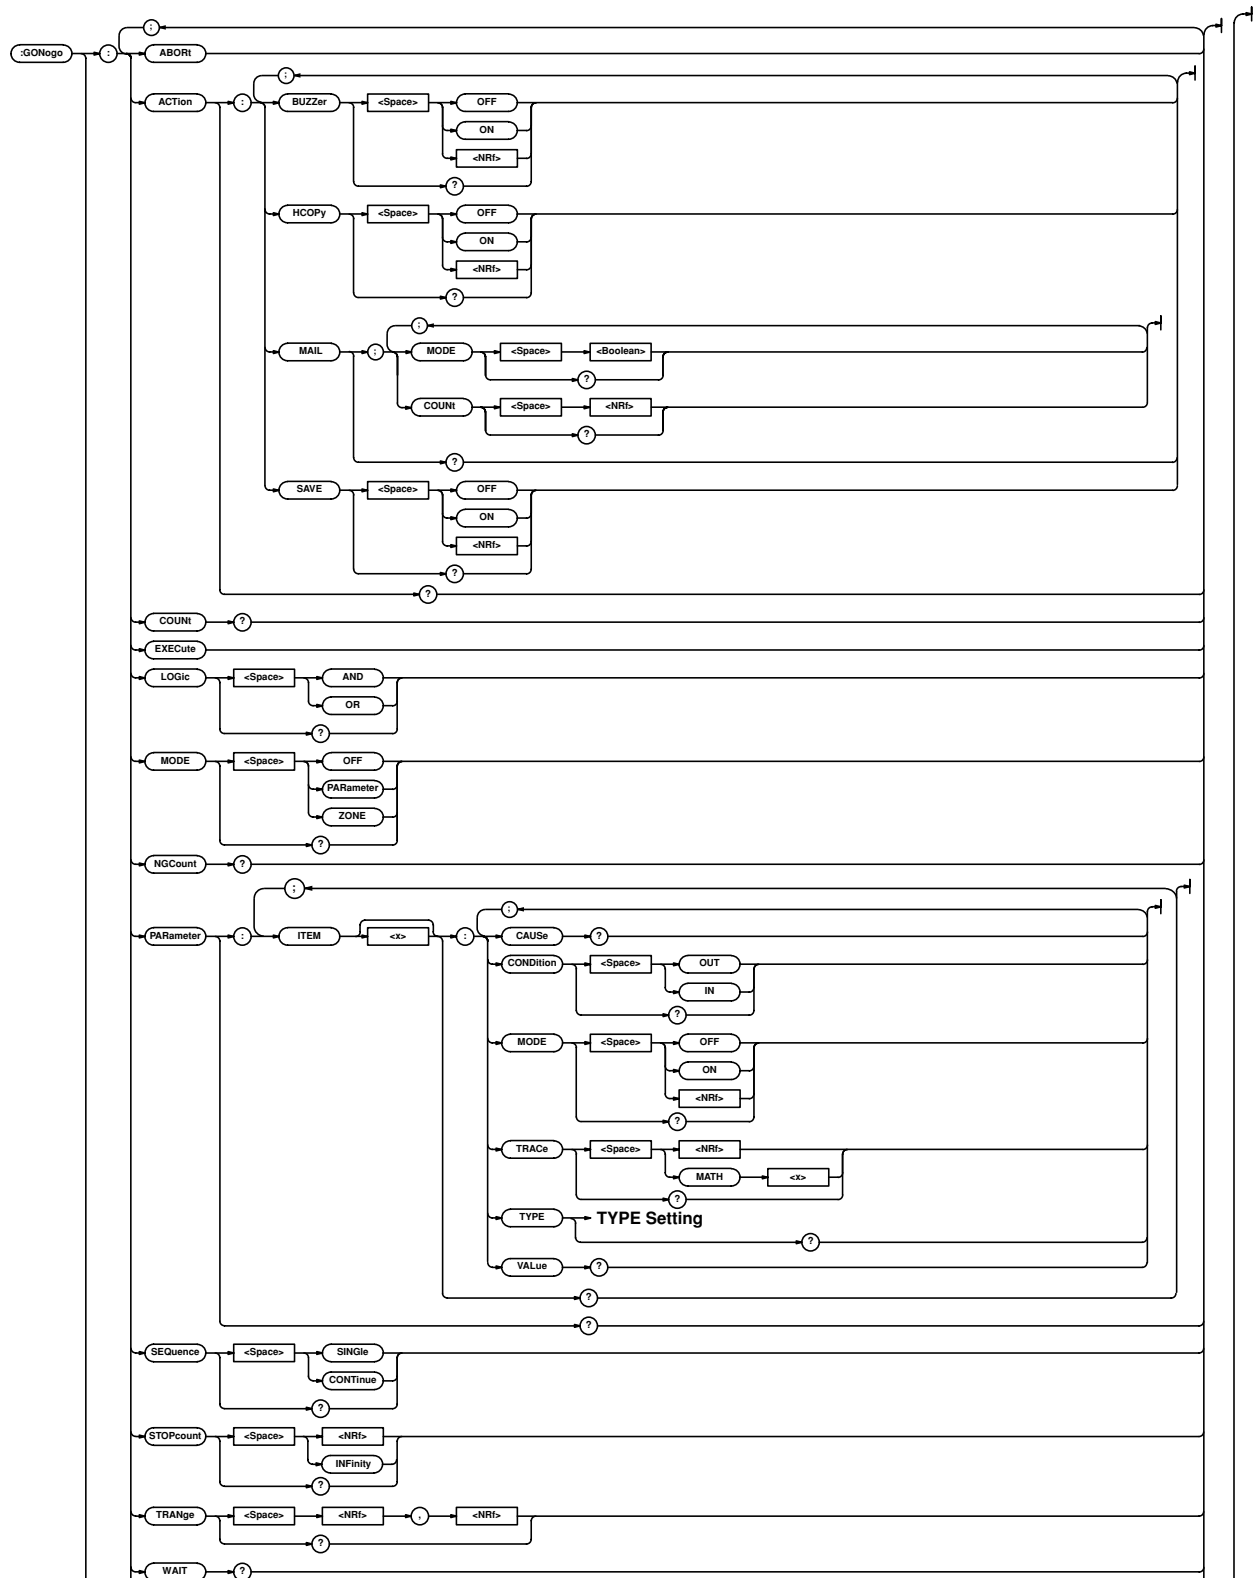 ;
:GONogo : ABORt
;
ACTion : BUZZer <Space> OFF
ON
<NRf>
?
HCOPy <Space> OFF
ON
<NRf>
?
;
MAIL ; MODE <Space> <Boolean>
?
COUNt <Space> <NRf>
?
?
SAVE <Space> OFF
ON
<NRf>
?
?
COUNt ?
EXECute
LOGic <Space> AND
OR
?
MODE <Space> OFF
PARameter
ZONE
?
NGCount ?
;
;
PARameter : ITEM <x> : CAUSe ?
CONDition <Space> OUT
IN
?
MODE <Space> OFF
ON
<NRf>
?
TRACe <Space> <NRf>
MATH <x>
?
TYPE TYPE Setting
?
VALue ?
?
?
SEQuence <Space> SINGle
CONTinue
?
STOPcount <Space> <NRf>
INFinity
?
TRANge <Space> <NRf> , <NRf>
?
WAIT ?